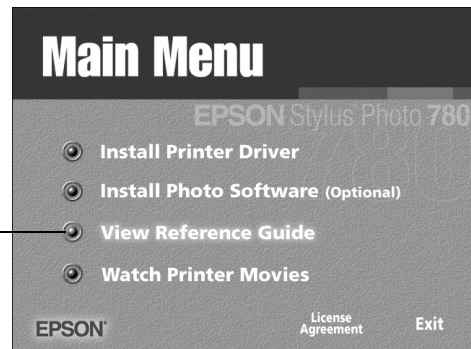 Main Menu
EPSON Stylus Photo 780
780
Install Printer Driver
Install Photo Software (Optional)
View Reference Guide
Watch Printer Movies
EPSON®
License
Agreement
Exit